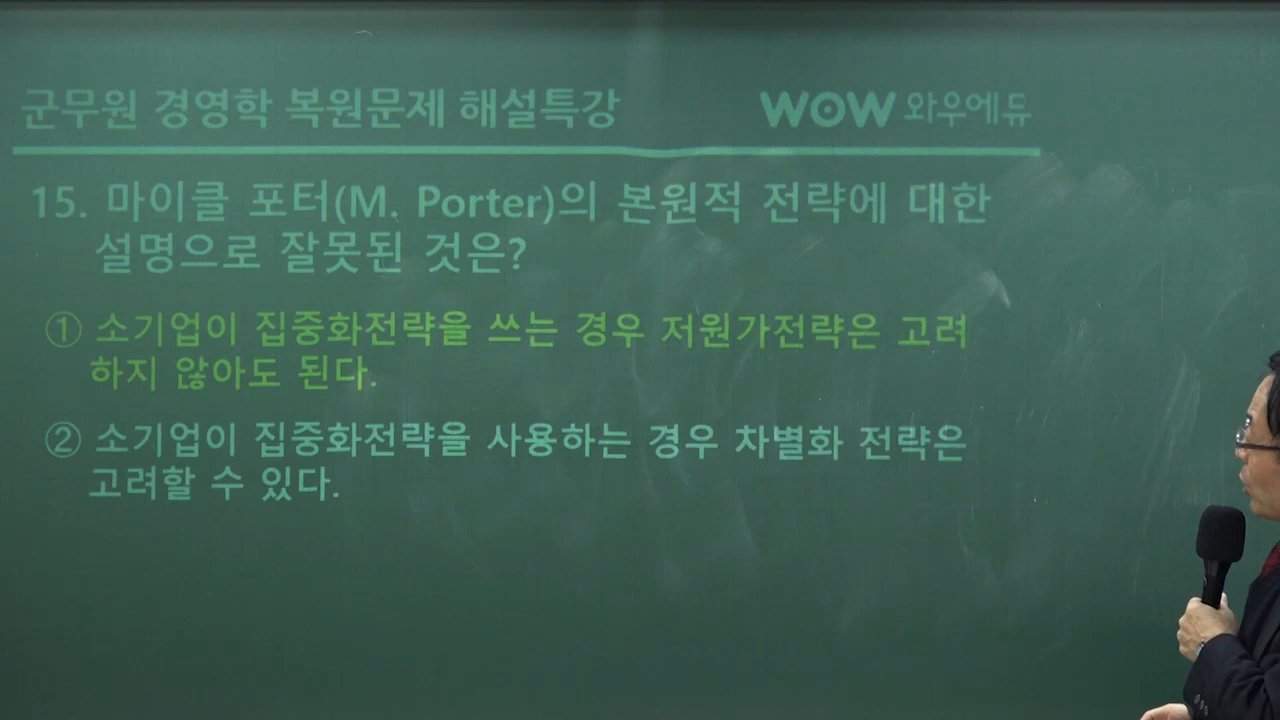 군무원 경영학 복원문제 해설특강 WOW 와우에듀
15. 마이클 포터(M. Porter)의 본원적 전략에 대한
설명으로 잘못된 것은?
① 소기업이 집중화전략을 쓰는 경우 저원가전략은 고려
하지 않아도 된다.
② 소기업이 집중화전략을 사용하는 경우 차별화 전략은
고려할 수 있다.